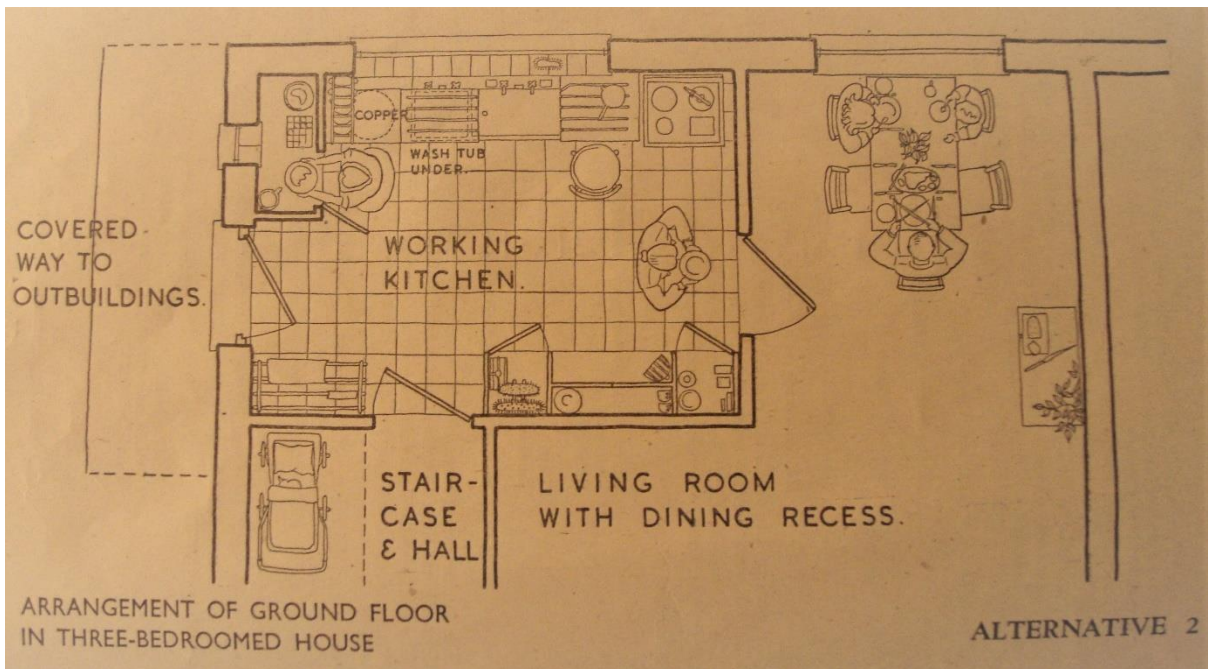 COPPER
WASH TUB
UNDER.
COVERED
WAY TO
OUTBUILDINGS.
WORKING
KITCHEN.
STAIR-
CASE
& HALL
LIVING ROOM
WITH DINING RECESS.
ARRANGEMENT OF GROUND FLOOR
IN THREE-BEDROOMED HOUSE
ALTERNATIVE 2